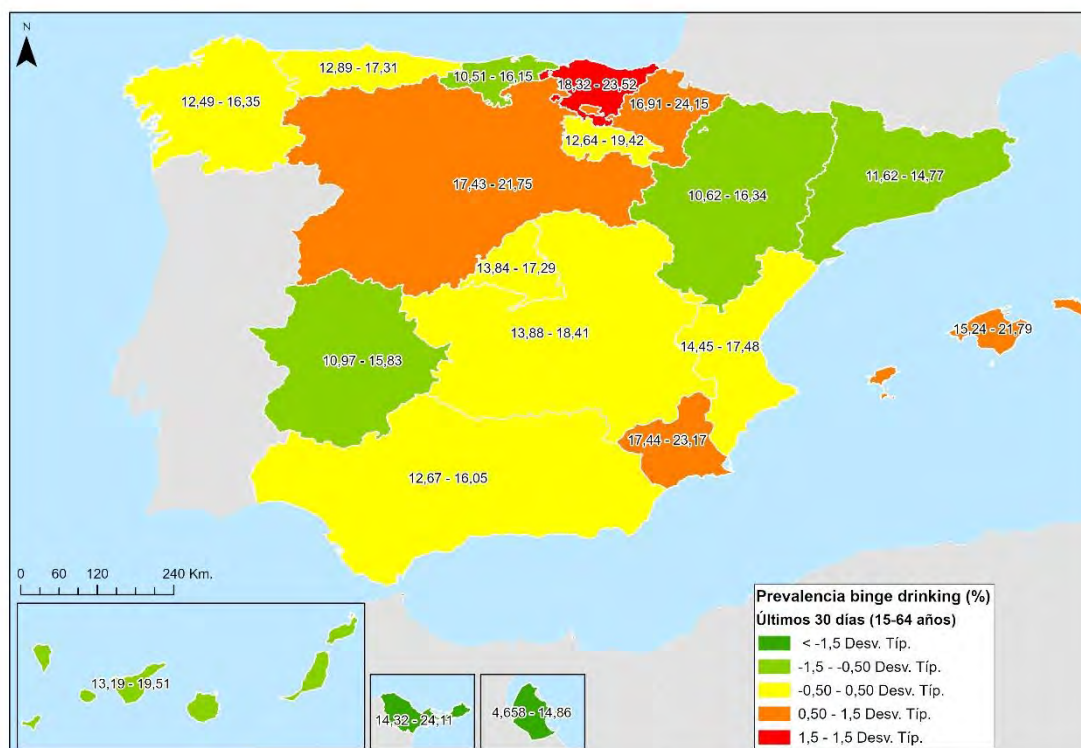 N
12,49 - 16,35
12,89 - 17,31
10,51 - 16,15
18,32 - 23,52
16,91 - 24,15
12,64 - 19,42
17,43 - 21,75
10,62 - 16,34
11,62 - 14,77
13,84 - 17,29
13,88 - 18,41
14,45 - 17,48
15,24 - 21,79
10,97 - 15,83
17,44 - 23,17
12,67 - 16,05
0 60 120 240 Km.
13,19 - 19,51
14,32 - 24,11
4,658 - 14,86
Prevalencia binge drinking (%)
Últimos 30 días (15-64 años)
< -1,5 Desv. Típ.
-1,5 - -0,50 Desv. Típ.
-0,50 - 0,50 Desv. Típ.
0,50 - 1,5 Desv. Típ.
1,5 - 1,5 Desv. Típ.